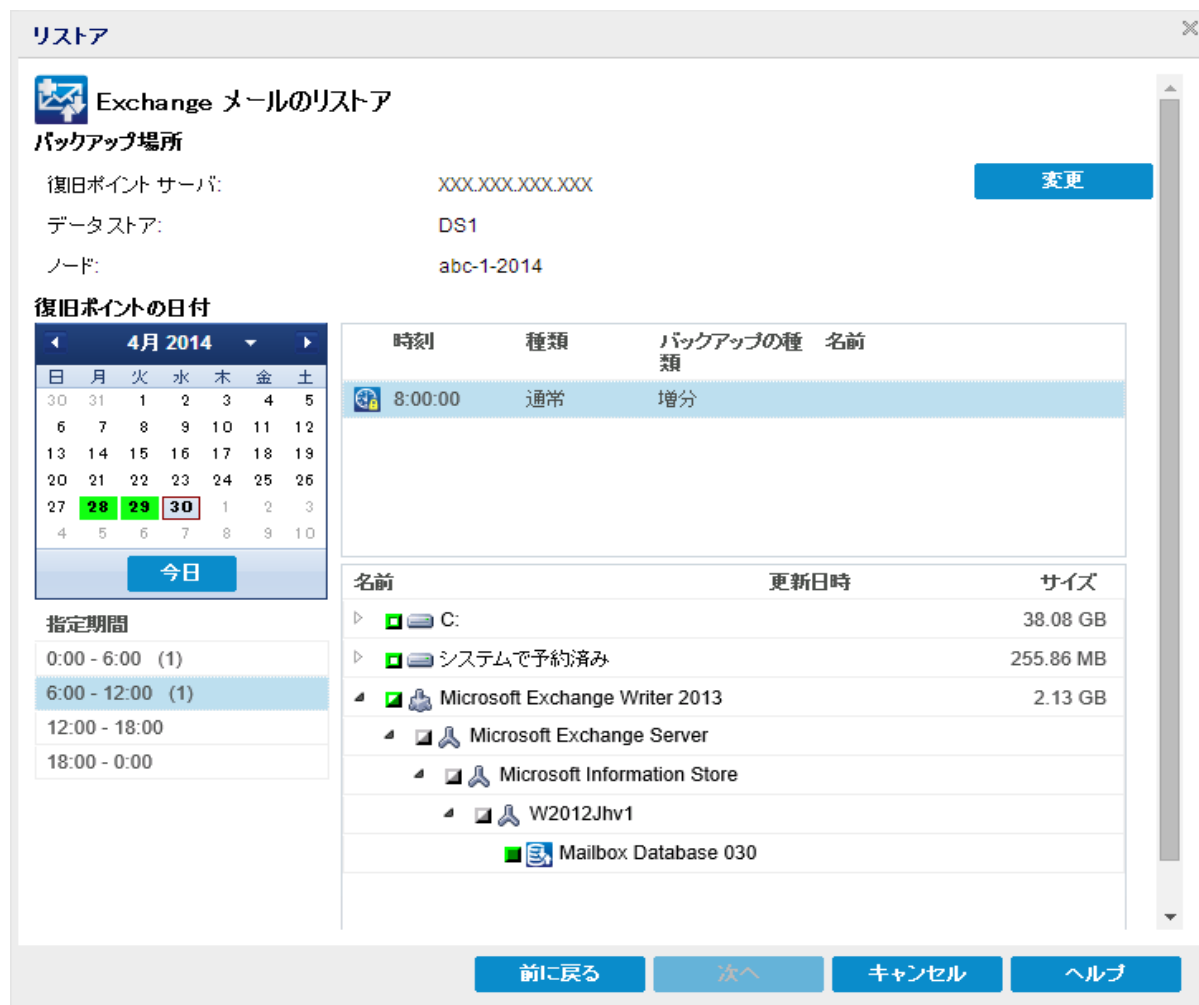 リストア
Exchange メールのリストア
バックアップ場所
復旧ポイント サーバ: XXX.XXX.XXX.XXX 変更
データストア: DS1
ノード: abc-1-2014
復旧ポイントの日付
4月 2014
日 月 火 水 木 金 土
30 31 1 2 3 4 5
6 7 8 9 10 11 12
13 14 15 16 17 18 19
20 21 22 23 24 25 26
27 28 29 30 1 2 3
4 5 6 7 8 9 10
今日
時刻 種類 バックアップの種類 名前
8:00:00 通常 増分
指定期間
0:00 - 6:00 (1)
6:00 - 12:00 (1)
12:00 - 18:00
18:00 - 0:00
名前 更新日時 サイズ
C: 38.08 GB
システムで予約済み 255.86 MB
Microsoft Exchange Writer 2013 2.13 GB
Microsoft Exchange Server
Microsoft Information Store
W2012Jhv1
Mailbox Database 030
前に戻る 次へ キャンセル ヘルプ